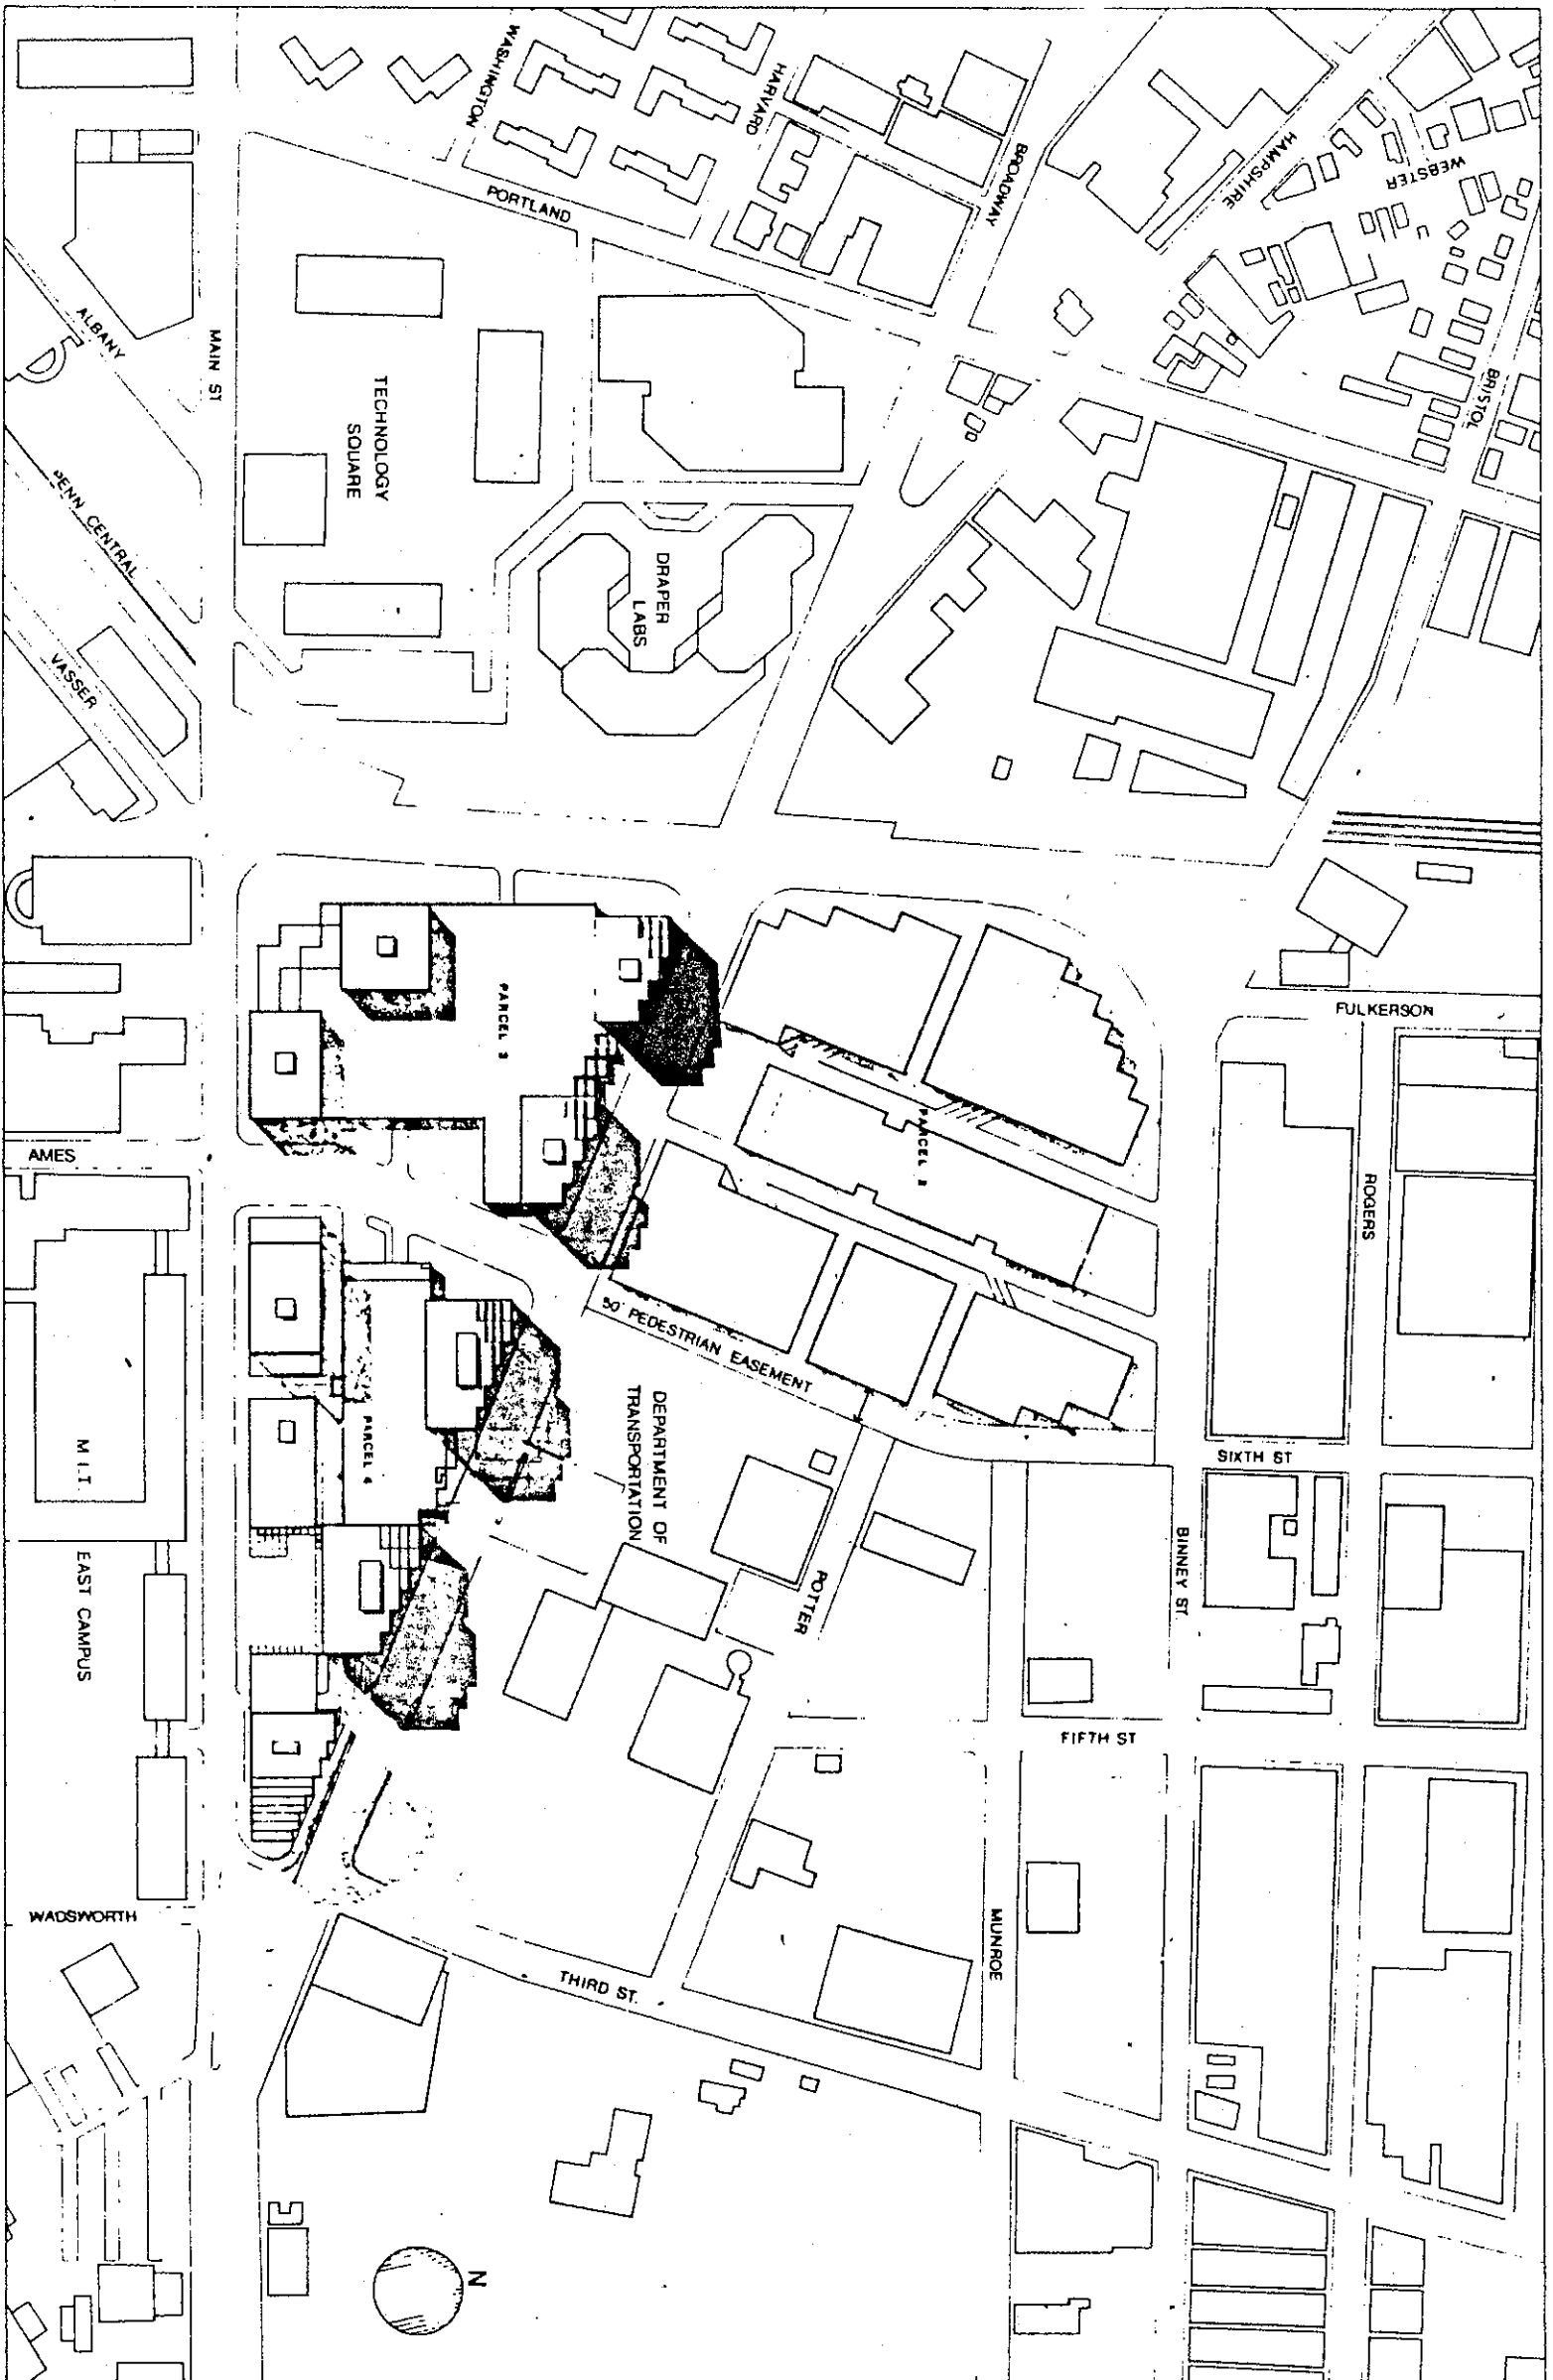 WASHINGTON
HARVARD
BROADWAY
HAMPSHIRE
WEBSTER
PORTLAND
BRISTOL
ALBANY
MAIN ST
TECHNOLOGY
SQUARE
PENN CENTRAL
DRAPER
LABS
VASSER
FULKERSON
PARCEL 3
PARCEL 2
AMES
ROGERS
50' PEDESTRIAN EASEMENT
DEPARTMENT OF
TRANSPORTATION
PARCEL 4
M.I.T.
SIXTH ST
BINNEY ST.
EAST CAMPUS
POTTER
FIFTH ST
WADSWORTH
MUNROE
THIRD ST.
N